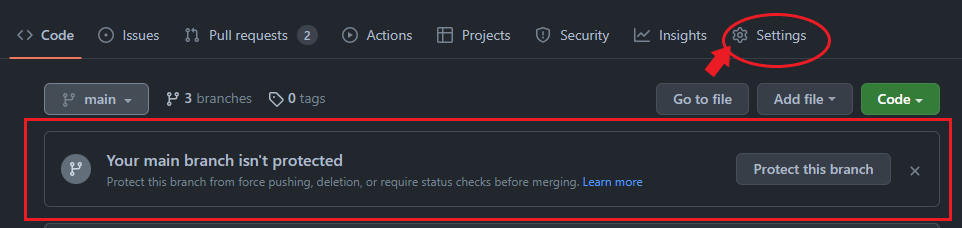 Code Issues Pull requests 2 Actions Projects Security Insights Settings
main 3 branches 0 tags Go to file Add file Code
Your main branch isn't protected
Protect this branch from force pushing, deletion, or require status checks before merging. Learn more
Protect this branch